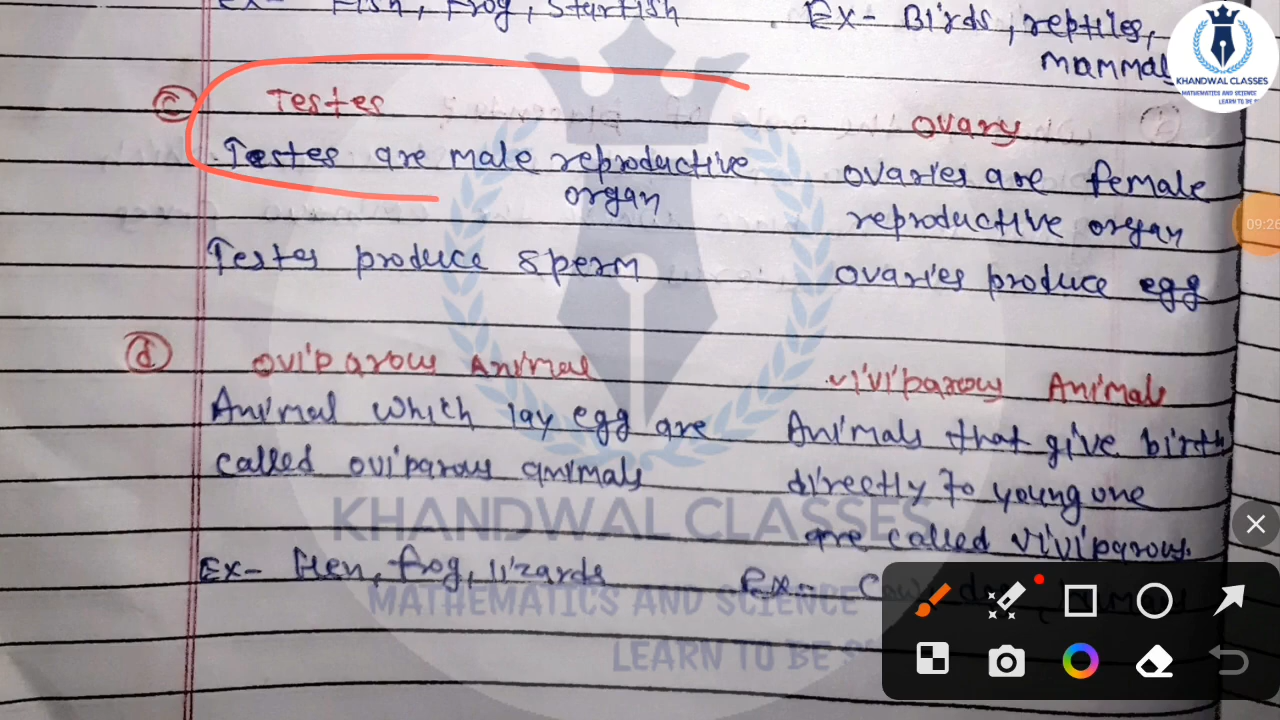 Ex- Fish, Frog, Starfish
Ex- Birds, reptiles,
mammals
KHANDWAL CLASSES
MATHEMATICS AND SCIENCE
LEARN TO BE
(c) Testes
Testes are male reproductive
organ
Testes produce sperm
Ovary
ovaries are female
reproductive organ
ovaries produce egg
09:26
(d) Oviparous Animal
Animal which lay egg are
called oviparous animals
Ex- Hen, frog, lizards
viviparous Animals
Animals that give birth
directly to young one
are called viviparous.
Ex- Cow, dog,
KHANDWAL CLASSES
MATHEMATICS AND SCIENCE
LEARN TO BE